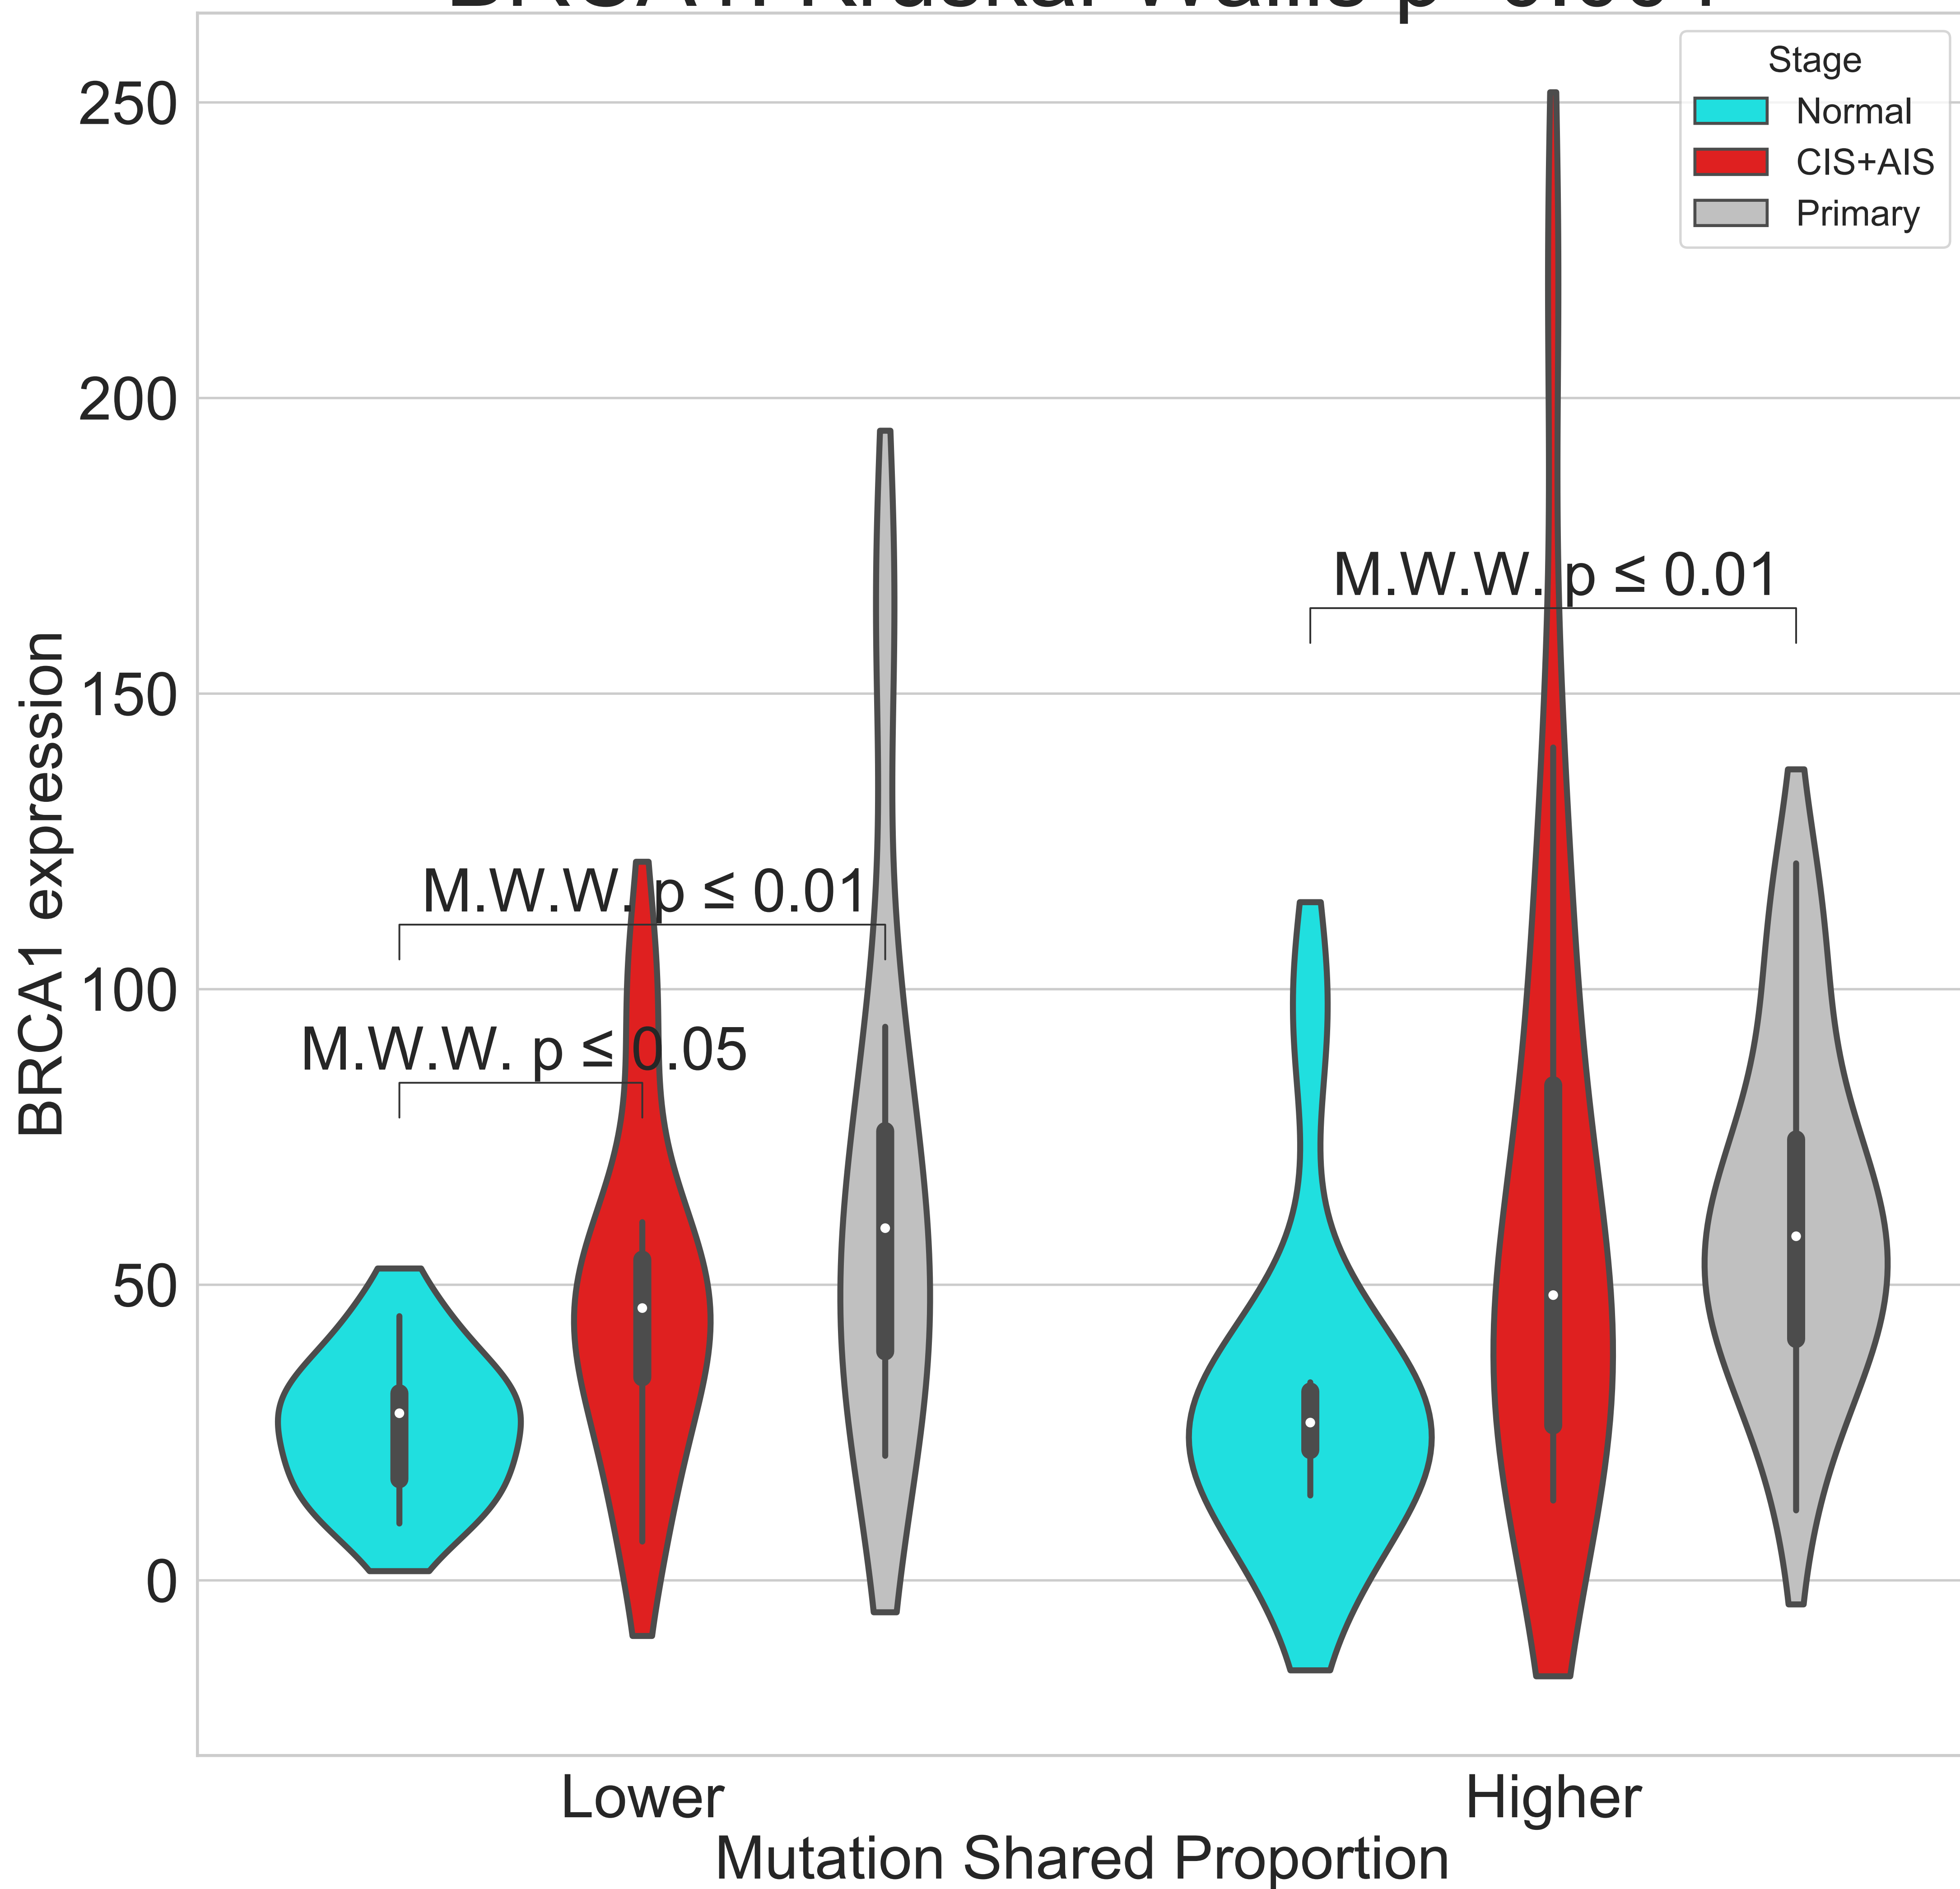 250
200
150
100
50
0
BRCA1 expression
Stage
Normal
CIS+AIS
Primary
M.W.W. p ≤ 0.01
M.W.W. p ≤ 0.01
M.W.W. p ≤ 0.05
Lower
Higher
Mutation Shared Proportion